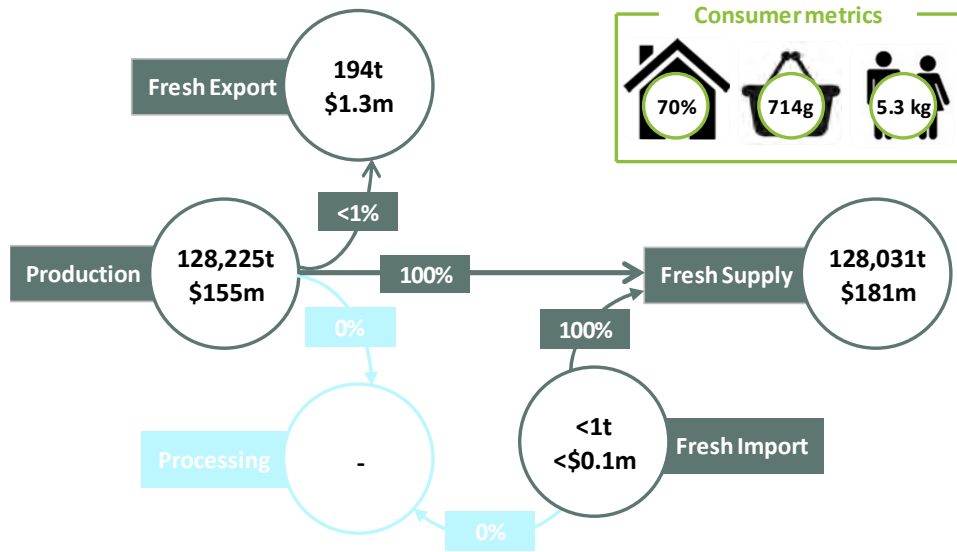 Consumer metrics
70%
714g
5.3 kg
Fresh Export
194t
$1.3m
<1%
Production
128,225t
$155m
100%
Fresh Supply
128,031t
$181m
0%
100%
Processing
-
<1t
<$0.1m
Fresh Import
0%